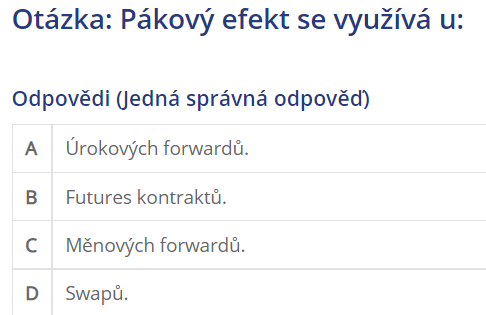 Otázka: Pákový efekt se využívá u:
Odpovědi (Jedná správná odpověď)
A Úrokových forwardů.
B Futures kontraktů.
C Měnových forwardů.
D Swapů.